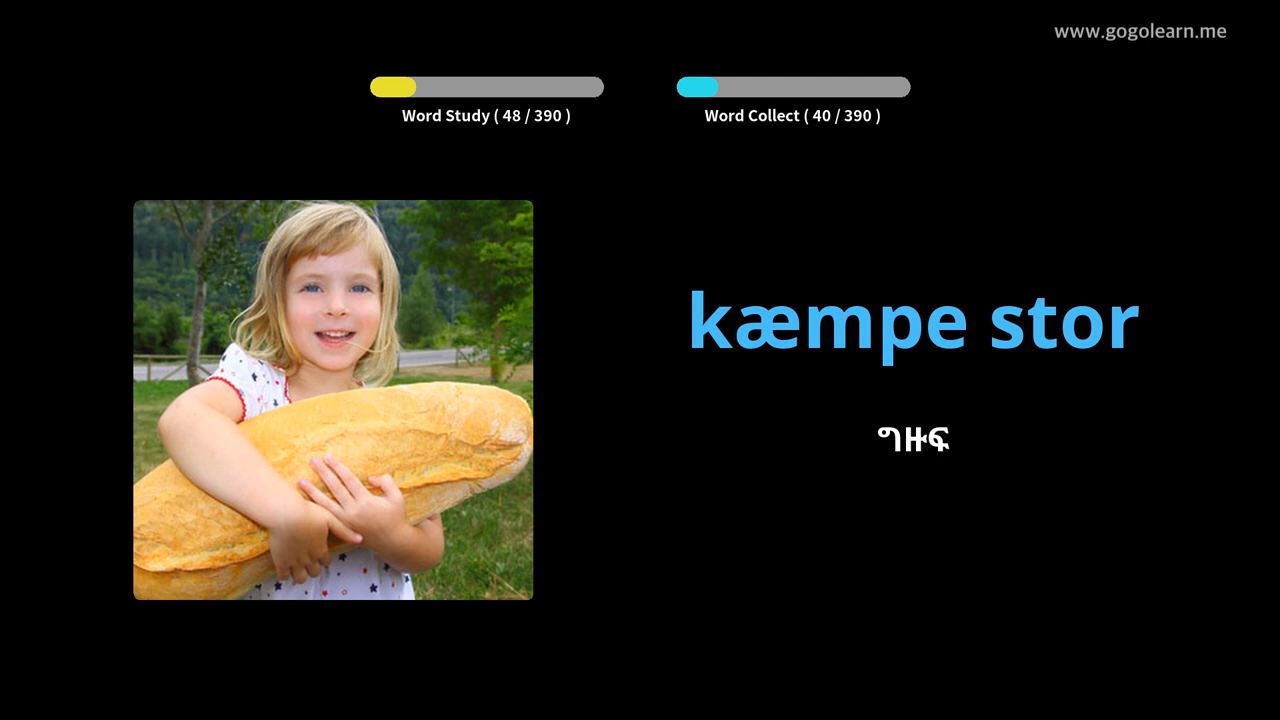 www.gogolearn.me
Word Study ( 48 / 390 )
Word Collect ( 40 / 390 )
kæmpe stor
ግዙፍ